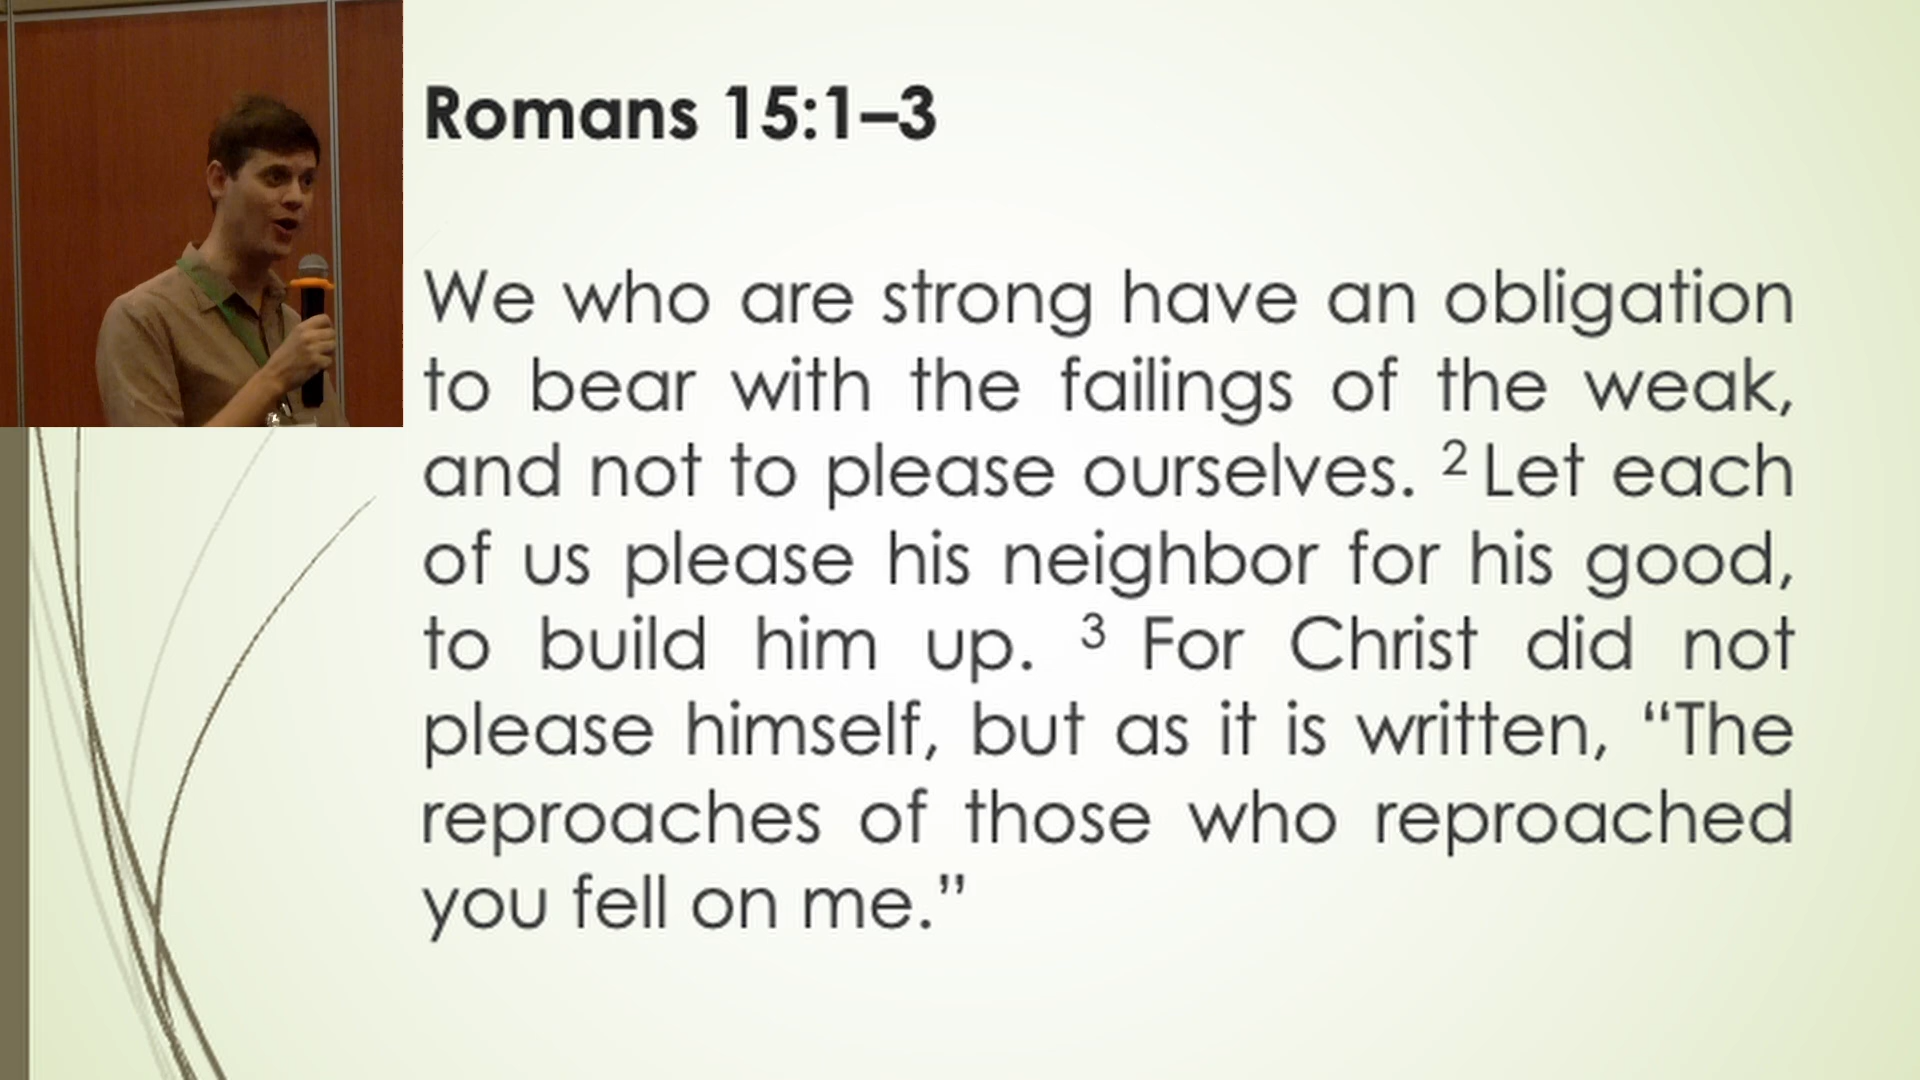 Romans 15:1–3
We who are strong have an obligation
to bear with the failings of the weak,
and not to please ourselves. ² Let each
of us please his neighbor for his good,
to build him up. ³ For Christ did not
please himself, but as it is written, “The
reproaches of those who reproached
you fell on me.”